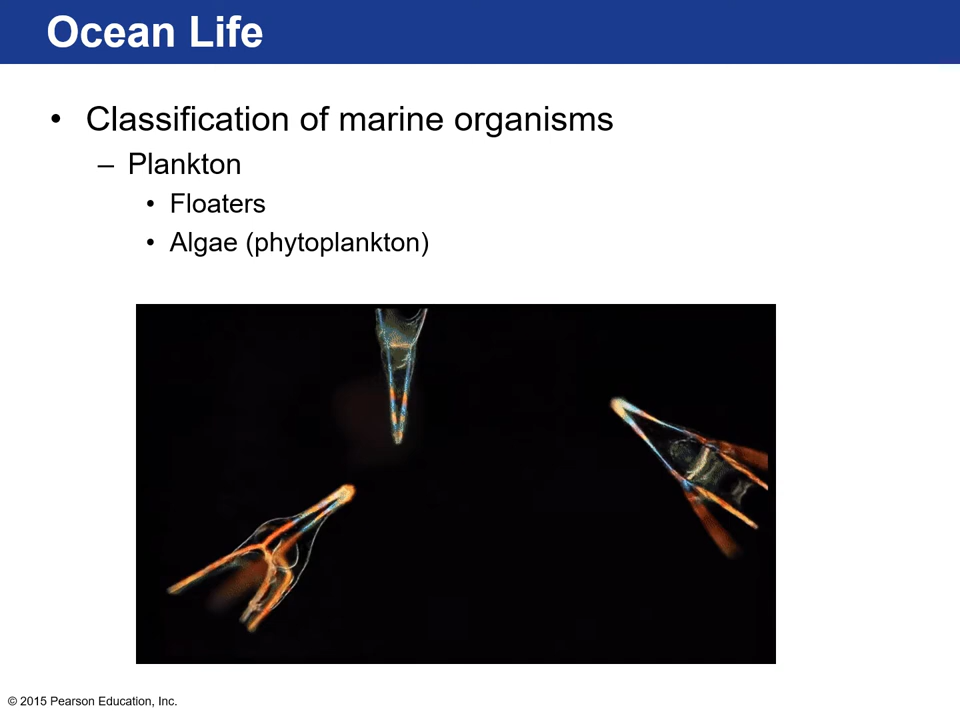 Ocean Life
• Classification of marine organisms
– Plankton
• Floaters
• Algae (phytoplankton)
© 2015 Pearson Education, Inc.